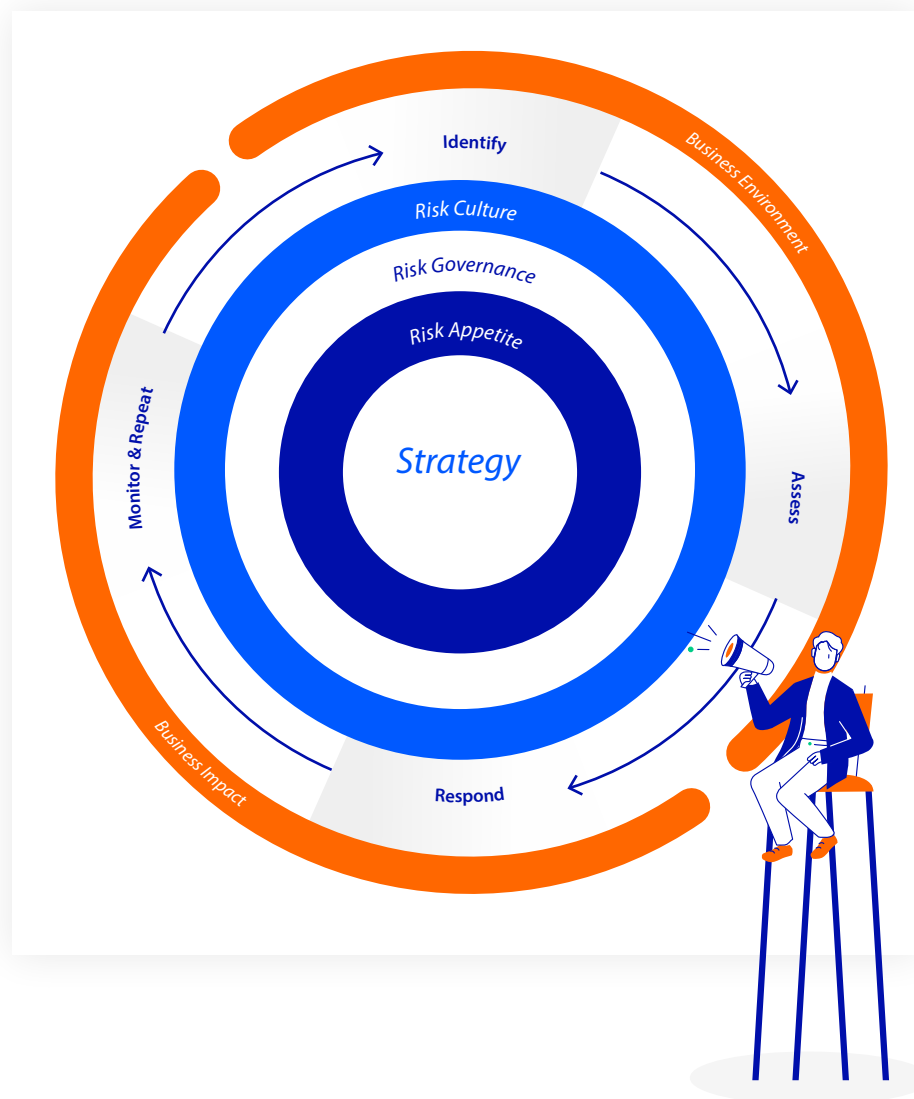 Identify
Business Environment
Risk Culture
Risk Governance
Risk Appetite
Strategy
Monitor & Repeat
Assess
Business Impact
Respond